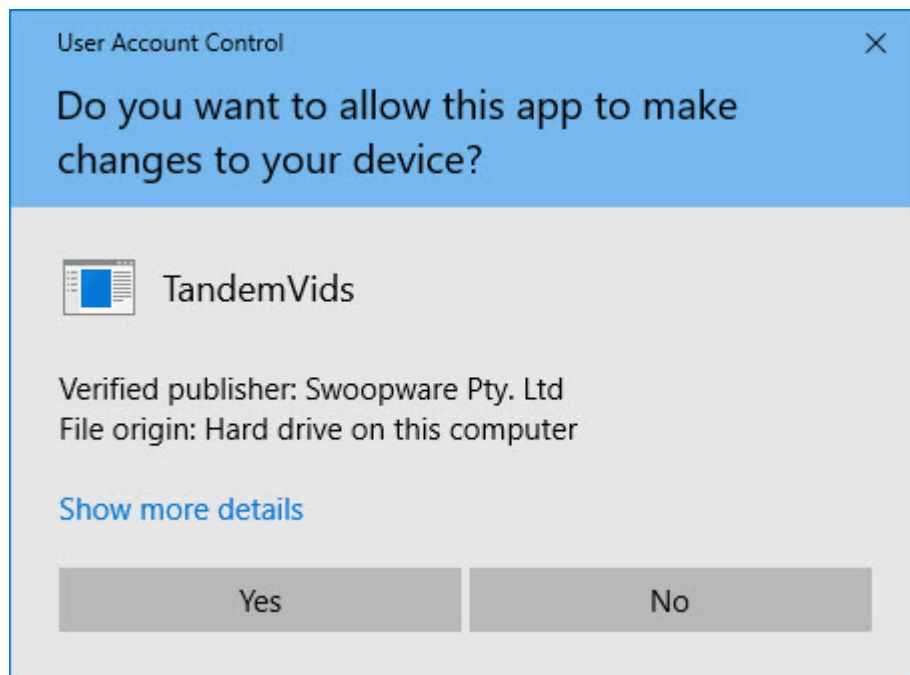 User Account Control
Do you want to allow this app to make
changes to your device?
TandemVids
Verified publisher: Swoopware Pty. Ltd
File origin: Hard drive on this computer
Show more details
Yes
No